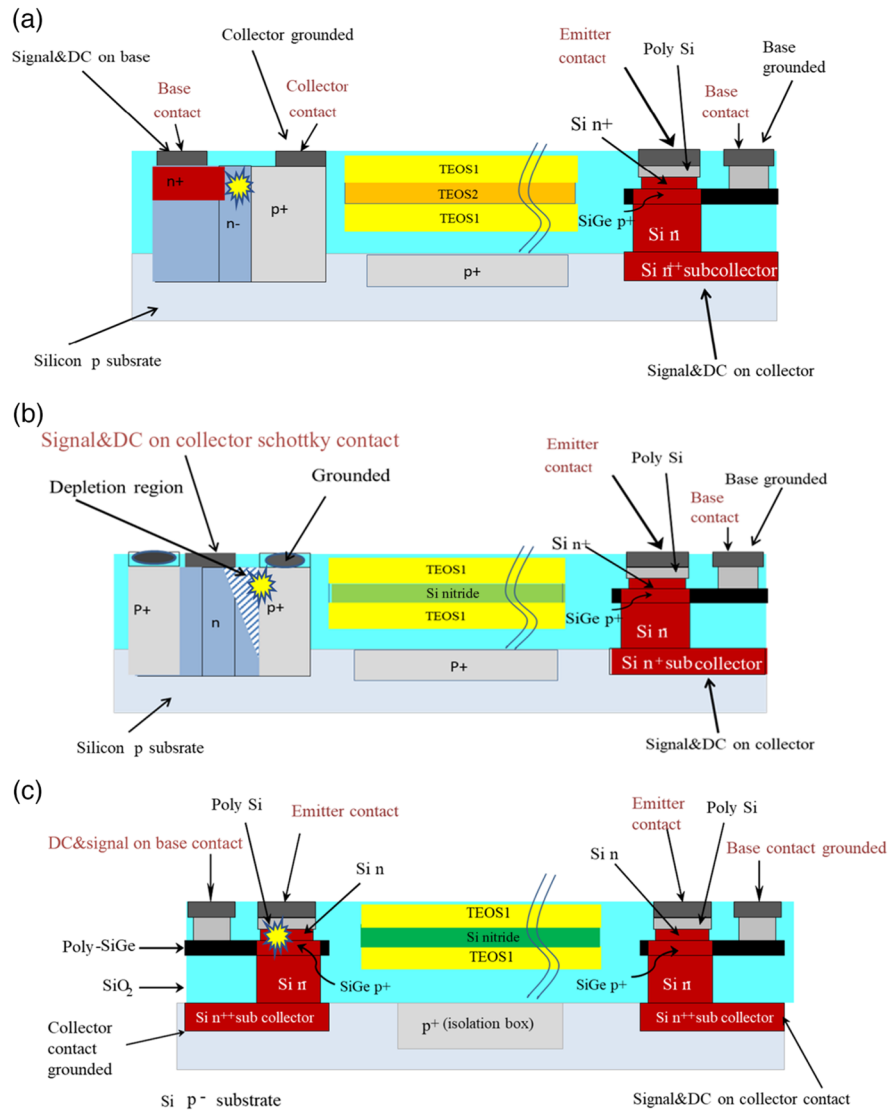 (a)
Signal&DC on base
Collector grounded
Base
contact
Collector
contact
Emitter
contact
Poly Si
Base
grounded
Base
contact
Si n+
n+
n-
p+
TEOS1
TEOS2
TEOS1
SiGe p+
Si n-
p+
Si n++ subcollector
Silicon p subsrate
Signal&DC on collector
(b)
Signal&DC on collector schottky contact
Depletion region
Grounded
Emitter
contact
Poly Si
Base grounded
Base
contact
Si n+
P+
n
p+
TEOS1
Si nitride
TEOS1
SiGe p+
Si n-
P+
Si n+ sub collector
Silicon p subsrate
Signal&DC on collector
(c)
Poly Si
Emitter contact
DC&signal on base contact
Si n
Emitter
contact
Poly Si
Si n
Base contact grounded
Poly-SiGe
TEOS1
Si nitride
TEOS1
SiO2
Si n-
SiGe p+
SiGe p+
Si n-
Si n++ sub collector
p+ (isolation box)
Si n++ sub collector
Collector
contact
grounded
Si p- substrate
Signal&DC on collector contact